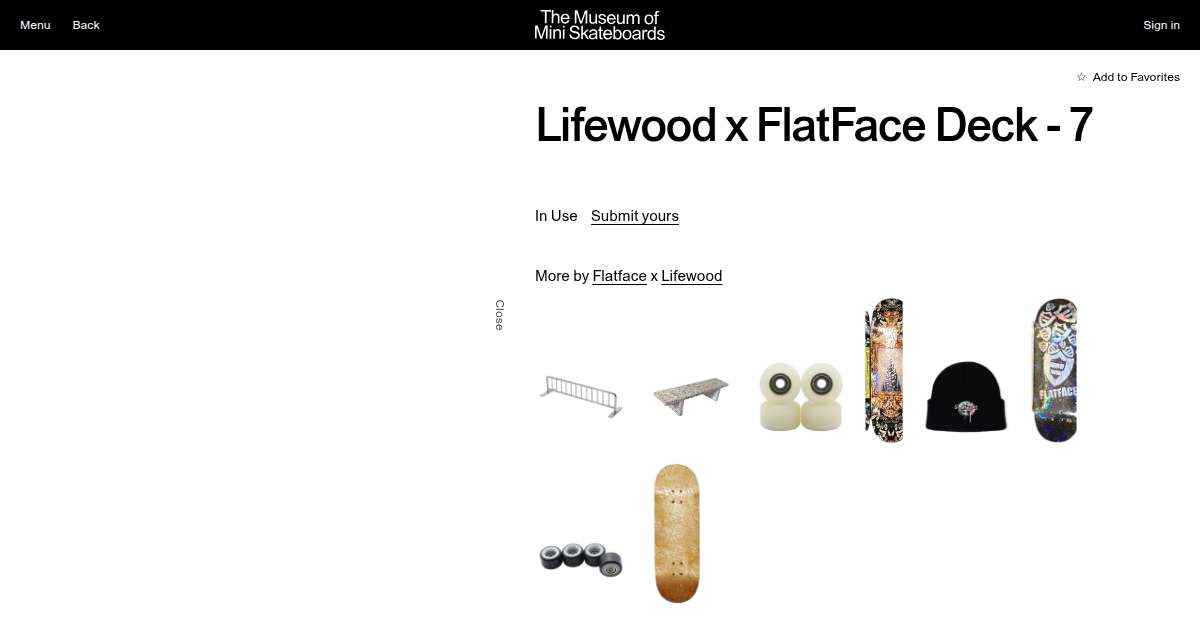 Menu
Back
The Museum of
Mini Skateboards
Sign in
☆ Add to Favorites
Lifewood x FlatFace Deck - 7
In Use
Submit yours
More by Flatface x Lifewood
Close
FLATFACE